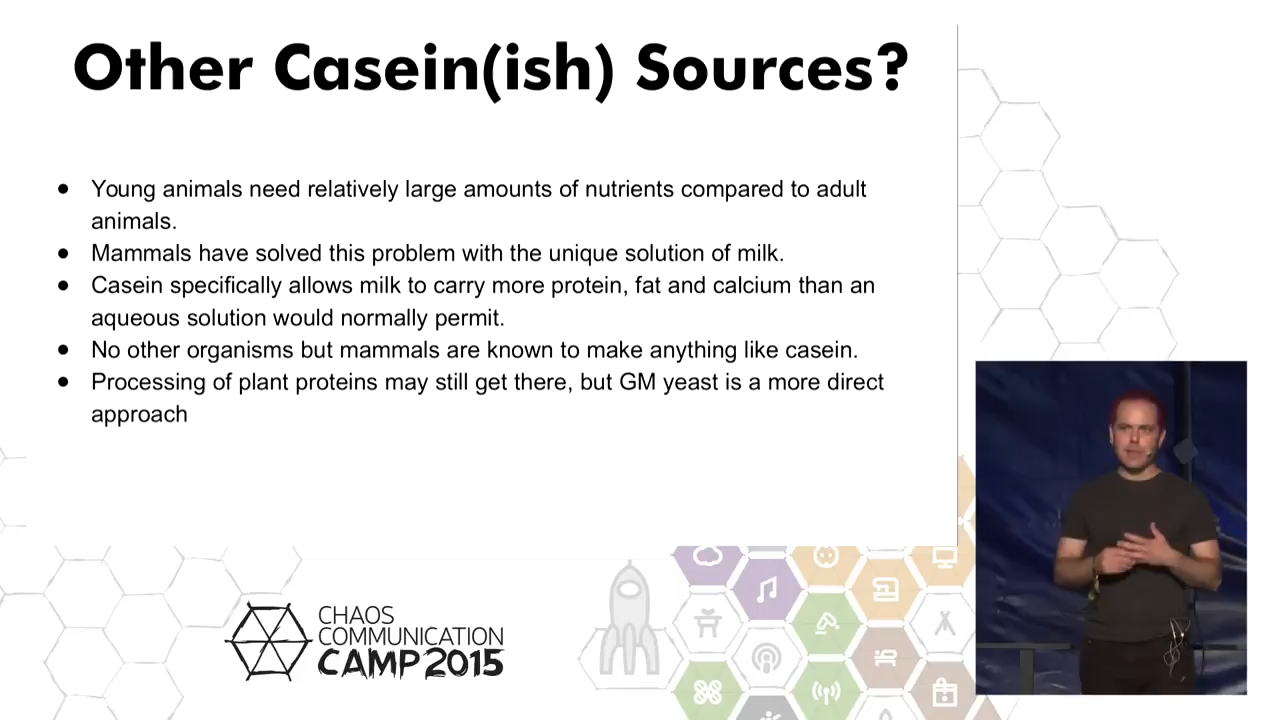 Other Casein(ish) Sources?
● Young animals need relatively large amounts of nutrients compared to adult
animals.
● Mammals have solved this problem with the unique solution of milk.
● Casein specifically allows milk to carry more protein, fat and calcium than an
aqueous solution would normally permit.
● No other organisms but mammals are known to make anything like casein.
● Processing of plant proteins may still get there, but GM yeast is a more direct
approach
CHAOS
COMMUNICATION
CAMP 2015